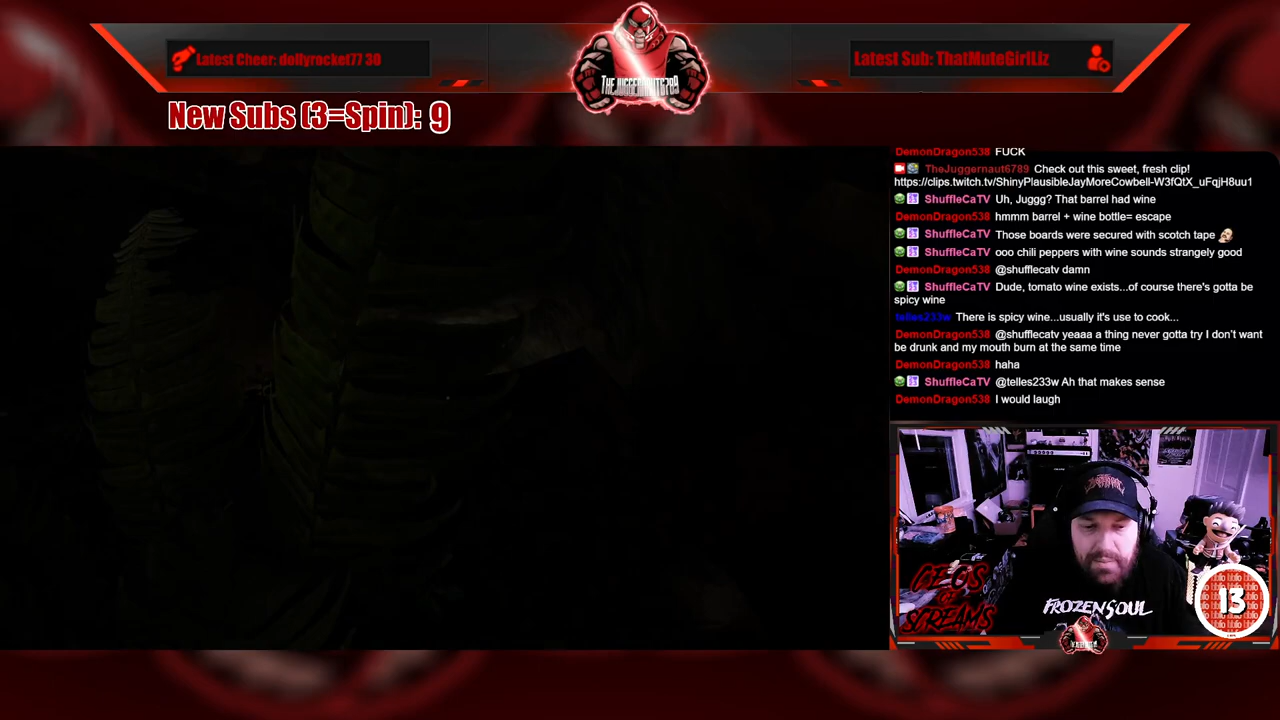 Latest Cheer: dollyrocket77 30
THEJUGGERNAUT6789
Latest Sub: ThatMuteGirlLiz
New Subs (3=Spin): 9
DemonDragon538 FUCK
TheJuggernaut6789 Check out this sweet, fresh clip!
https://clips.twitch.tv/ShinyPlausibleJayMoreCowbell-W3fQtX_uFqjH8uu1
ShuffleCaTV Uh, Juggg? That barrel had wine
DemonDragon538 hmmm barrel + wine bottle= escape
ShuffleCaTV Those boards were secured with scotch tape
ShuffleCaTV ooo chili peppers with wine sounds strangely good
DemonDragon538 @shufflecatv damn
ShuffleCaTV Dude, tomato wine exists...of course there's gotta be
spicy wine
telles233w There is spicy wine...usually it's use to cook...
DemonDragon538 @shufflecatv yeaaa a thing never gotta try I don't want
be drunk and my mouth burn at the same time
DemonDragon538 haha
ShuffleCaTV @telles233w Ah that makes sense
DemonDragon538 I would laugh
GEGS
OF
SCREAMS
FROZEN SOUL
13